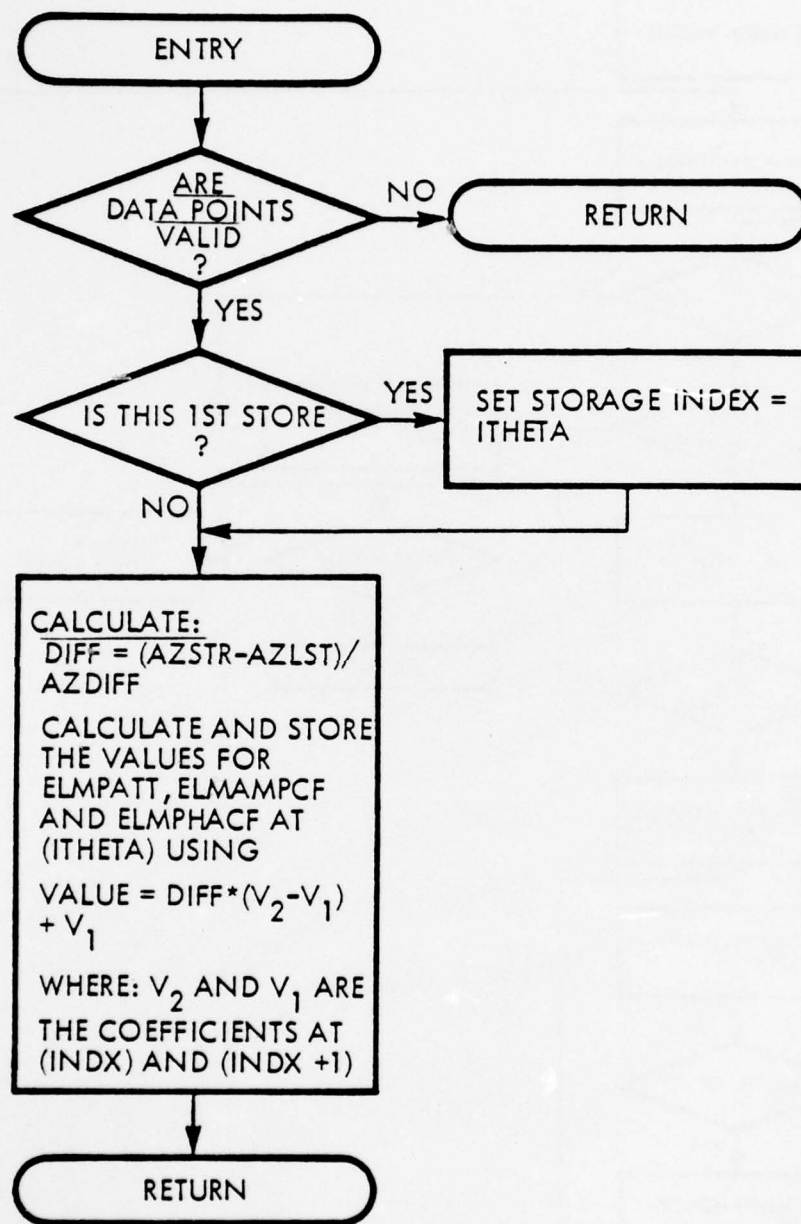 ENTRY
ARE
DATA POINTS
VALID
?
NO
RETURN
YES
IS THIS 1ST STORE
?
YES
SET STORAGE INDEX =
ITHETA
NO
CALCULATE:
DIFF = (AZSTR-AZLST)/
AZDIFF
CALCULATE AND STORE
THE VALUES FOR
ELMPATT, ELMAMPCF
AND ELMPHACF AT
(ITHETA) USING
VALUE = DIFF*(V2-V1)
+ V1
WHERE: V2 AND V1 ARE
THE COEFFICIENTS AT
(INDX) AND (INDX +1)
RETURN